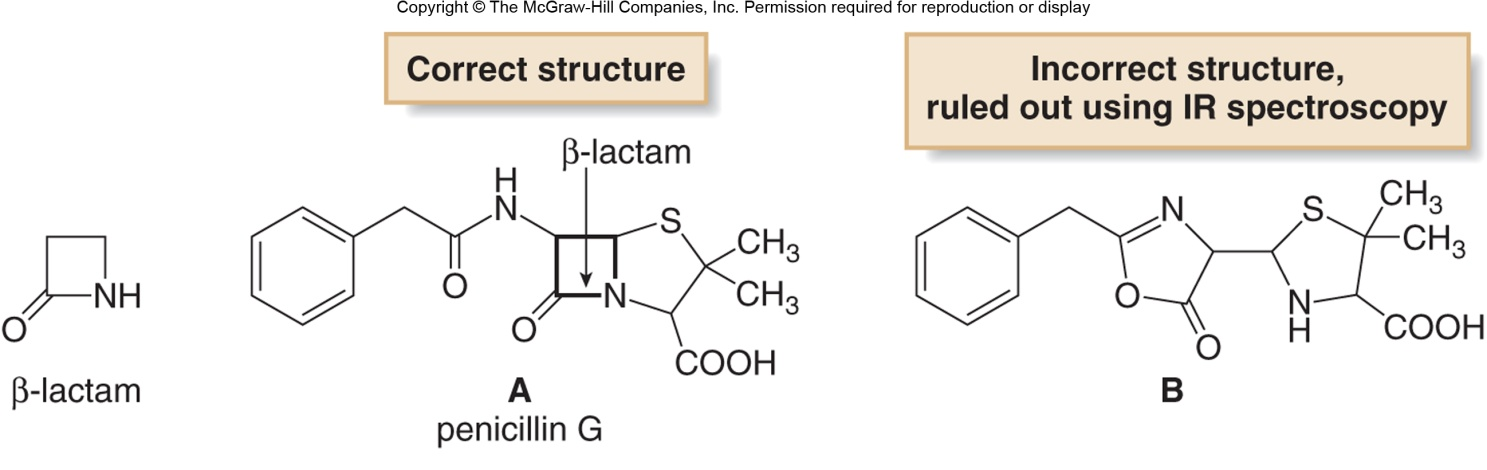 Copyright © The McGraw-Hill Companies, Inc. Permission required for reproduction or display
Correct structure
Incorrect structure,
ruled out using IR spectroscopy
β-lactam
H
N
O
S
CH3
CH3
N
O
COOH
A
penicillin G
NH
O
β-lactam
N
O
O
S
CH3
CH3
N
H
COOH
B